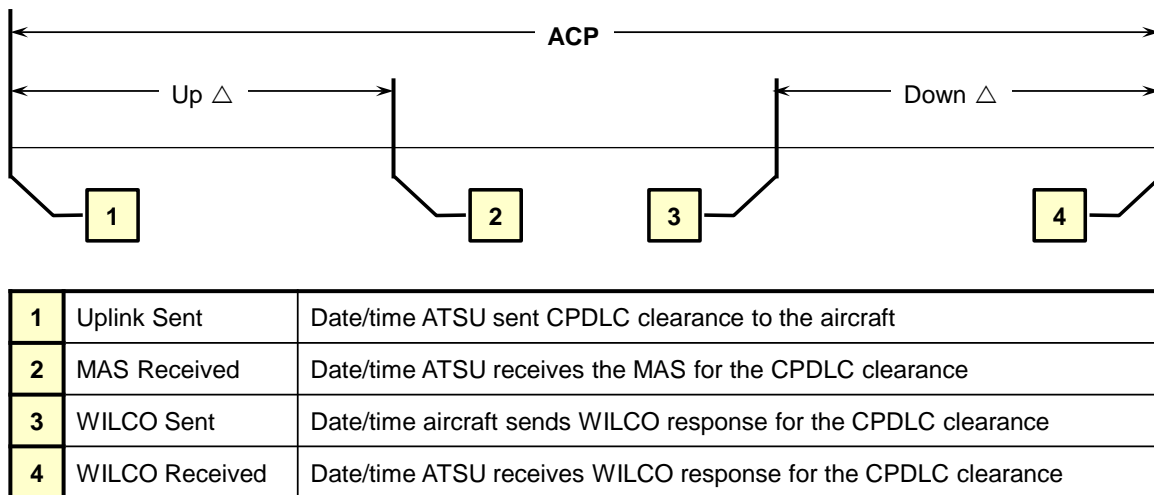 ACP
Up △ Down △
1 2 3 4
1 Uplink Sent Date/time ATSU sent CPDLC clearance to the aircraft
2 MAS Received Date/time ATSU receives the MAS for the CPDLC clearance
3 WILCO Sent Date/time aircraft sends WILCO response for the CPDLC clearance
4 WILCO Received Date/time ATSU receives WILCO response for the CPDLC clearance